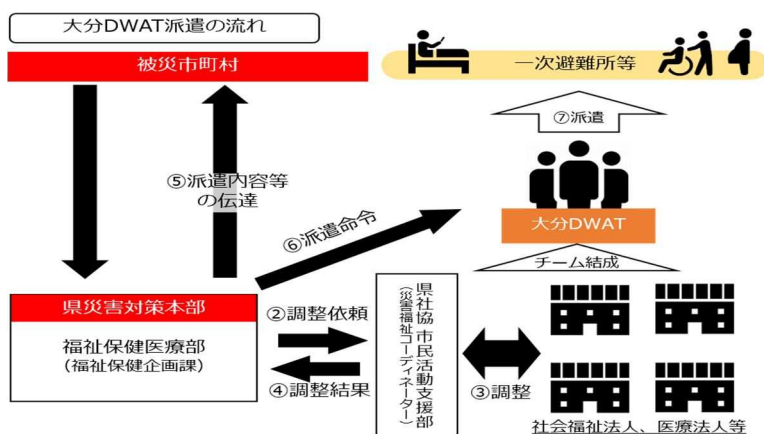 大分DWAT派遣の流れ
被災市町村
一次避難所等
⑦派遣
⑤派遣内容等
の伝達
大分DWAT
⑥派遣命令
チーム結成
県災害対策本部
福祉保健医療部
(福祉保健企画課)
②調整依頼
④調整結果
県社協 市民活動支援部
(災害福祉コーディネーター)
③調整
社会福祉法人、医療法人等